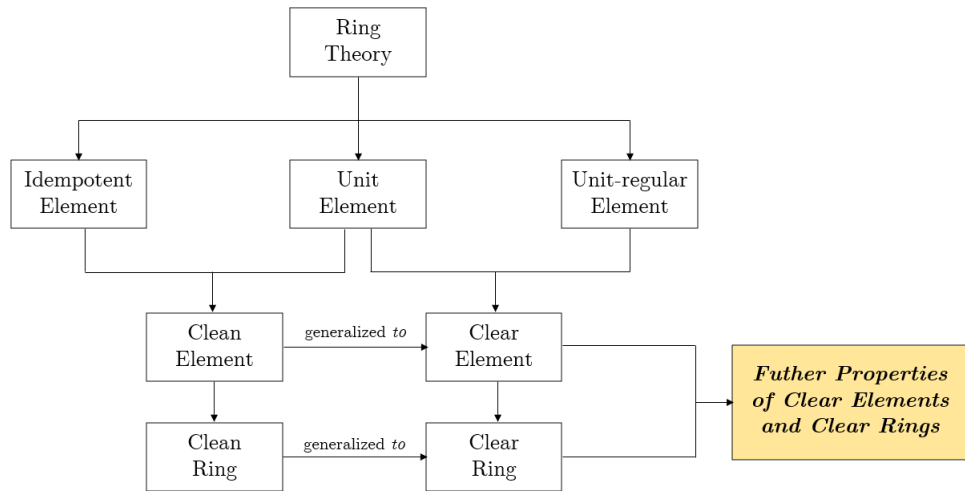 Ring
Theory
Idempotent
Element
Unit
Element
Unit-regular
Element
Clean
Element
generalized to
Clear
Element
Futher Properties
of Clear Elements
and Clear Rings
Clean
Ring
generalized to
Clear
Ring